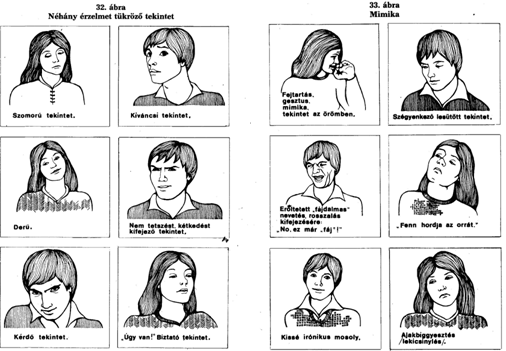 32. ábra
Néhány érzelmet tükröző tekintet
Szomorú tekintet.
Kíváncsi tekintet.
Derű.
Nem tetszést, kétkedést
kifejező tekintet.
Kérdő tekintet.
„Úgy van!” Biztató tekintet.
33. ábra
Mimika
Fejtartás,
gesztus,
mimika,
tekintet az örömben.
Szégyenkező lesütött tekintet.
Erőltetett „fájdalmas”
nevetés, rosszalás
kifejezésére:
„No, ez már „fáj”!”
„Fenn hordja az orrát.”
Kissé írónikus mosoly,
Ajakbiggyesztés
/lekicsinylés/.